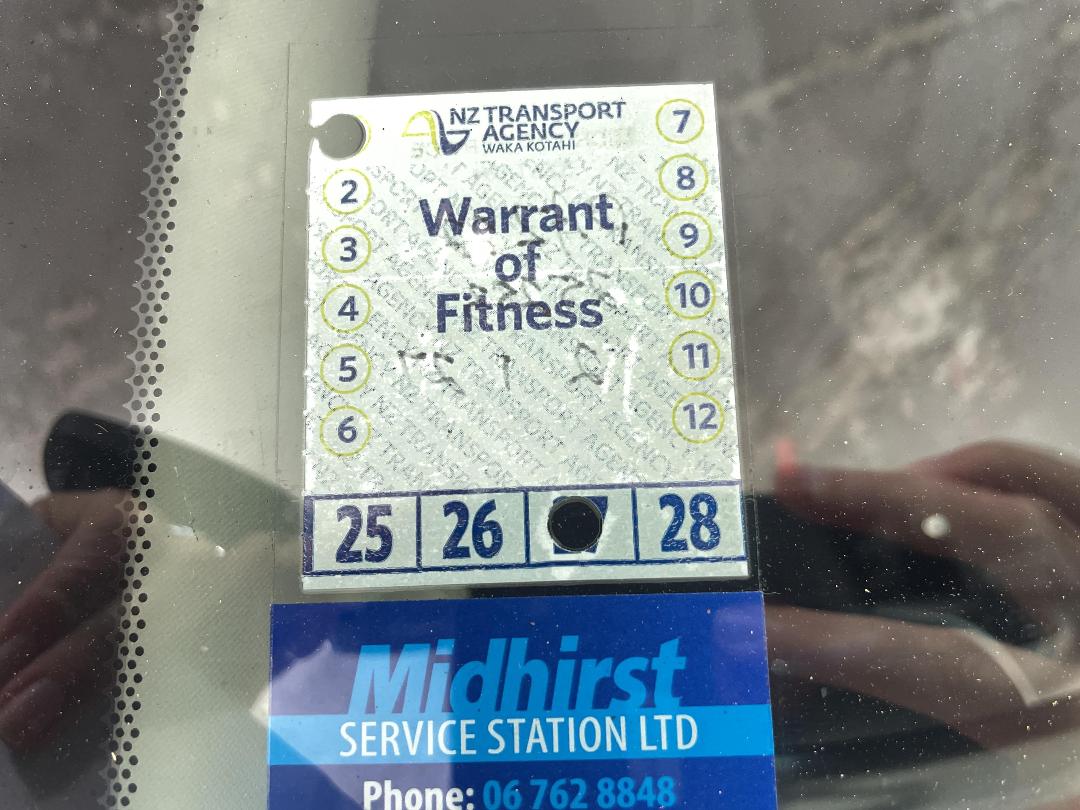 NZ TRANSPORT
AGENCY
WAKA KOTAHI
Warrant
of
Fitness
2
3
4
5
6
7
8
9
10
11
12
25 26 28
Midhirst
SERVICE STATION LTD
Phone: 06 762 8848